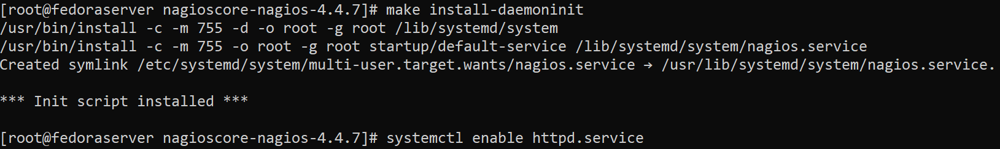 [root@fedoraserver nagioscore-nagios-4.4.7]# make install-daemoninit
/usr/bin/install -c -m 755 -d -o root -g root /lib/systemd/system
/usr/bin/install -c -m 755 -o root -g root startup/default-service /lib/systemd/system/nagios.service
Created symlink /etc/systemd/system/multi-user.target.wants/nagios.service → /usr/lib/systemd/system/nagios.service.
*** Init script installed ***
[root@fedoraserver nagioscore-nagios-4.4.7]# systemctl enable httpd.service